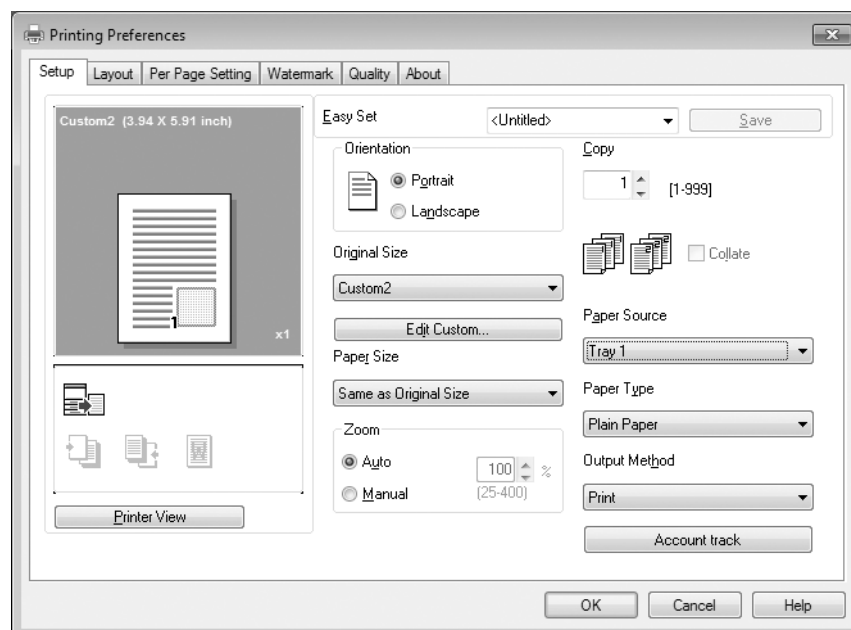 Printing Preferences
Setup Layout Per Page Setting Watermark Quality About
Custom2 (3.94 X 5.91 inch)
1
x1
Printer View
Easy Set <Untitled> Save
Orientation
Portrait
Landscape
Original Size
Custom2
Edit Custom...
Paper Size
Same as Original Size
Zoom
Auto
Manual
100 %
(25-400)
Copy
1 [1-999]
Collate
Paper Source
Tray 1
Paper Type
Plain Paper
Output Method
Print
Account track
OK Cancel Help